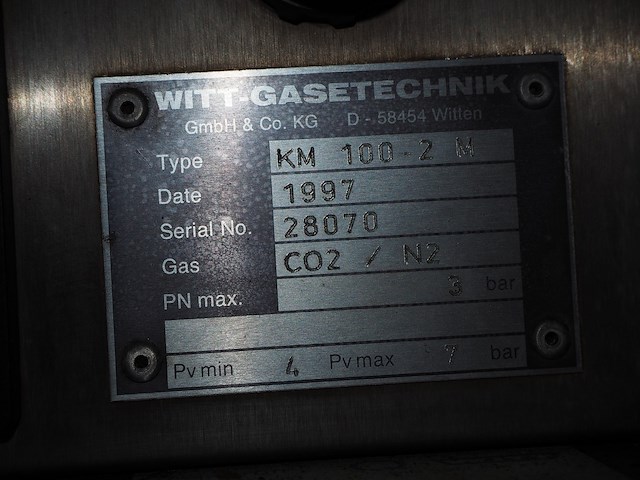 WITT-GASETECHNIK
GmbH & Co. KG D - 58454 Witten
Type KM 100-2 M
Date 1997
Serial No. 28070
Gas CO2 / N2
PN max. 3 bar
Pv min 4 Pv max 7 bar